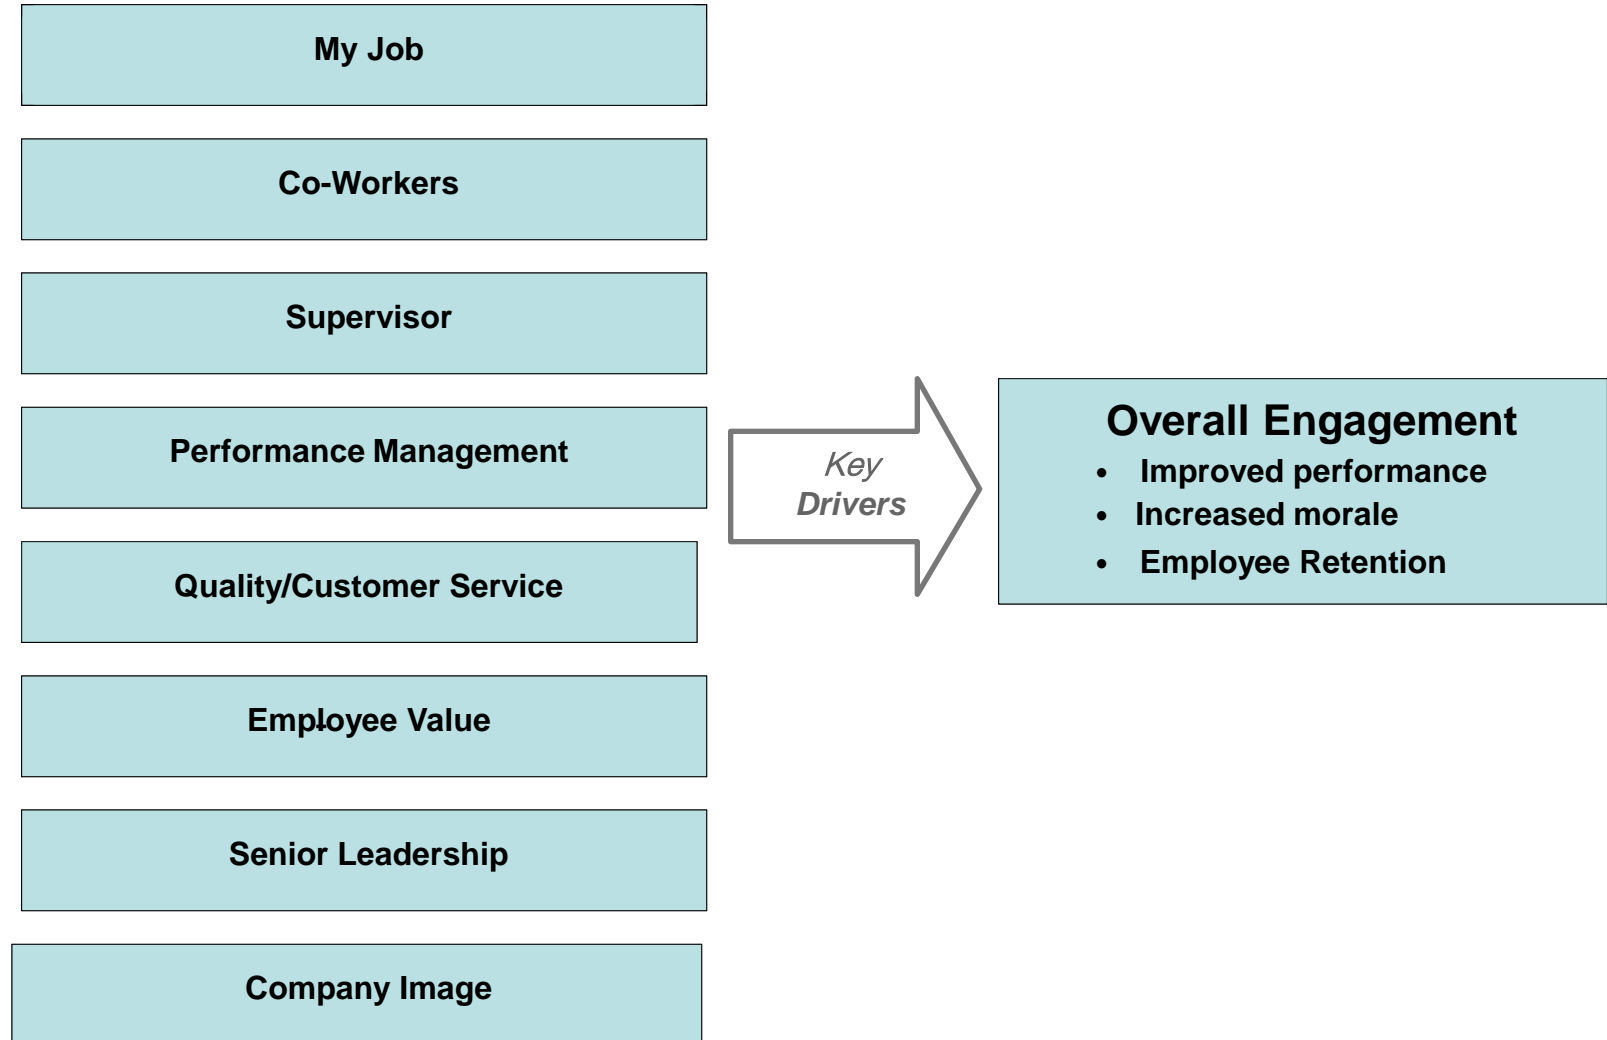 My Job
Co-Workers
Supervisor
Performance Management
Quality/Customer Service
Employee Value
Senior Leadership
Company Image
Key
Drivers
Overall Engagement
• Improved performance
• Increased morale
• Employee Retention